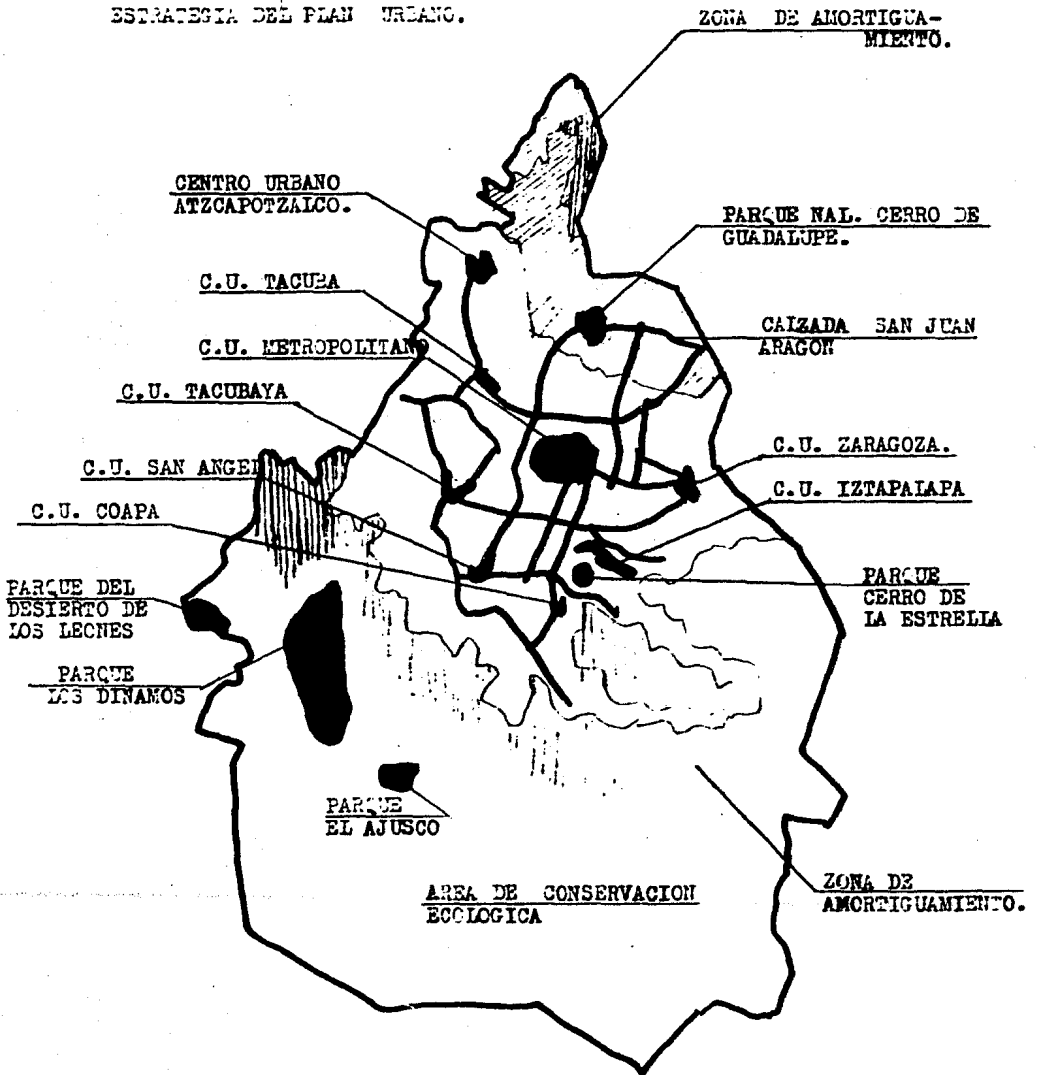 ESTRATEGIA DEL PLAN URBANO.
ZONA DE AMORTIGUA-
MIENTO.
CENTRO URBANO
ATZCAPOTZALCO.
PARQUE NAL. CERRO DE
GUADALUPE.
C.U. TACUBA
CALZADA SAN JUAN
ARAGON
C.U. METROPOLITANO
C.U. TACUBAYA
C.U. ZARAGOZA.
C.U. SAN ANGEL
C.U. IZTAPALAPA
C.U. COAPA
PARQUE DEL
DESIERTO DE
LOS LEONES
PARQUE
CERRO DE
LA ESTRELLA
PARQUE
LOS DINAMOS
PARQUE
EL AJUSCO
AREA DE CONSERVACION
ECOLOGICA
ZONA DE
AMORTIGUAMIENTO.